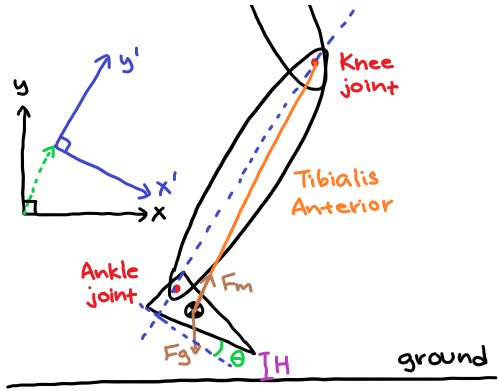 y'
Knee
joint
y
x'
x
Tibialis
Anterior
Ankle
joint
Fm
Fg
θ
H
ground